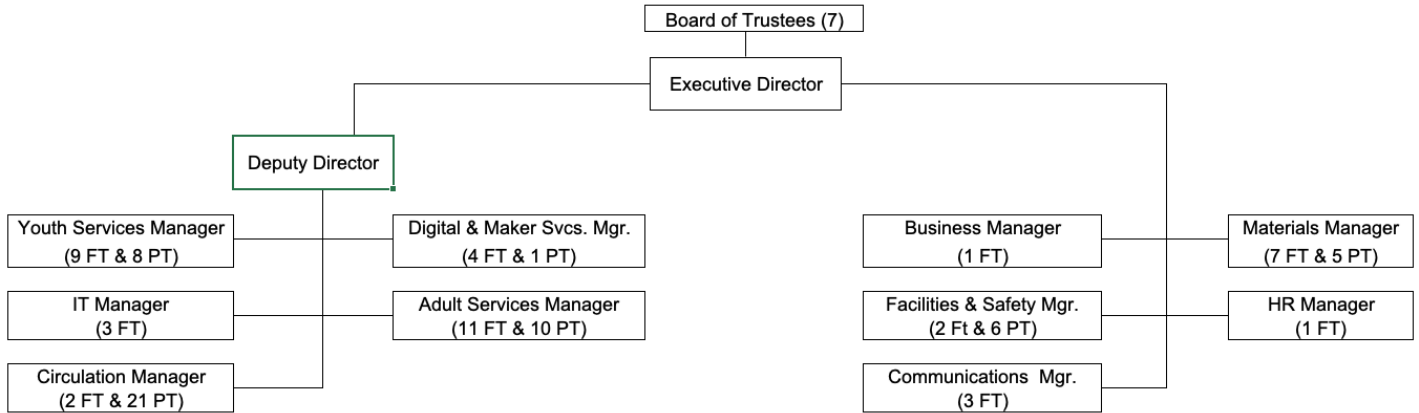 Board of Trustees (7)
Executive Director
Deputy Director
Youth Services Manager
(9 FT & 8 PT)
Digital & Maker Svcs. Mgr.
(4 FT & 1 PT)
Business Manager
(1 FT)
Materials Manager
(7 FT & 5 PT)
IT Manager
(3 FT)
Adult Services Manager
(11 FT & 10 PT)
Facilities & Safety Mgr.
(2 Ft & 6 PT)
HR Manager
(1 FT)
Circulation Manager
(2 FT & 21 PT)
Communications  Mgr.
(3 FT)